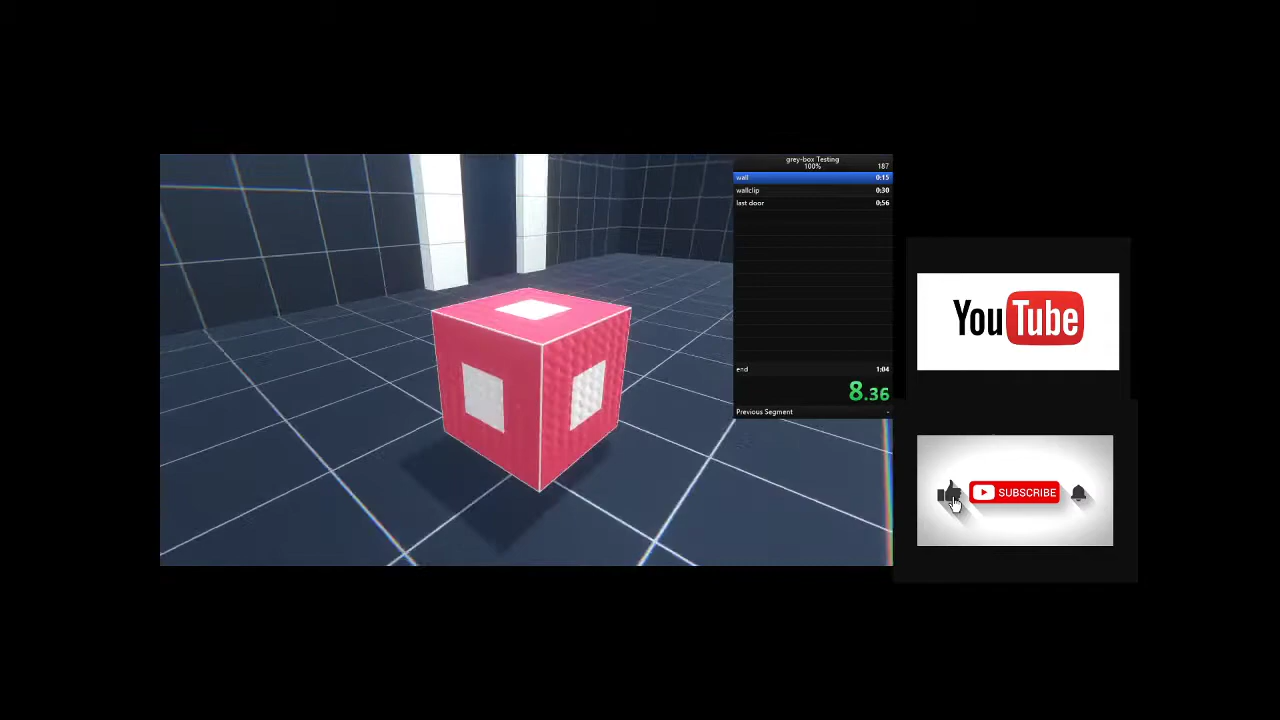 grey-box Testing
100% 187
wall 0:15
wallclip 0:30
last door 0:56
end 1:04
8.36
Previous Segment -
YouTube
SUBSCRIBE